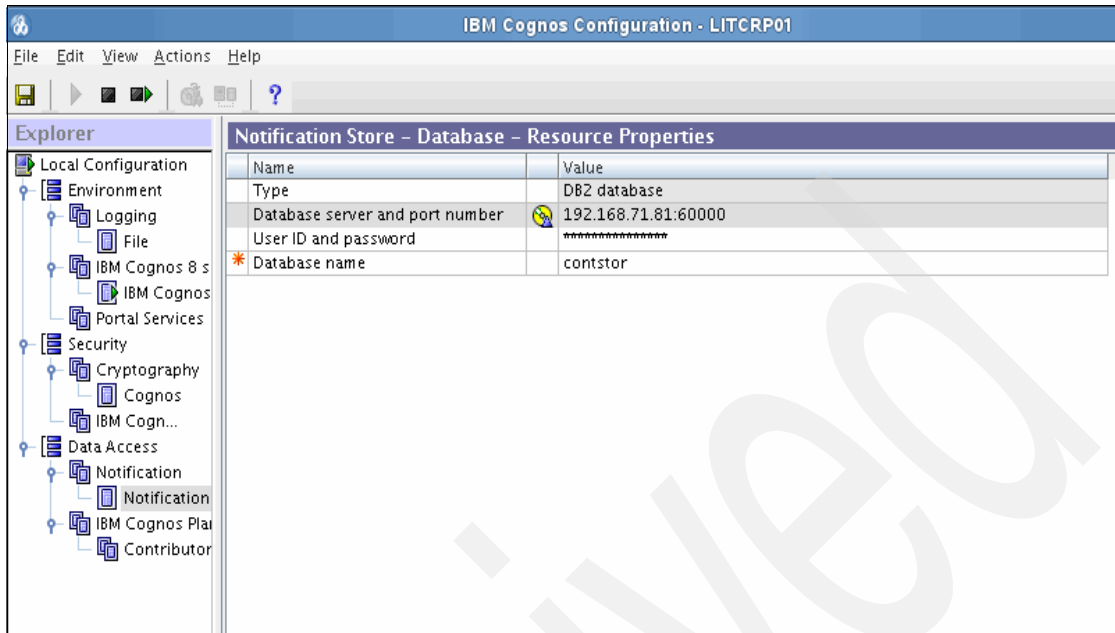 IBM Cognos Configuration - LITCRP01
File Edit View Actions Help
?
Explorer
Local Configuration
Environment
Logging
File
IBM Cognos 8 s
IBM Cognos
Portal Services
Security
Cryptography
Cognos
IBM Cogn...
Data Access
Notification
Notification
IBM Cognos Pla
Contributor
Notification Store – Database – Resource Properties
Name Value
Type DB2 database
Database server and port number 192.168.71.81:60000
User ID and password ***************
* Database name contstor
ived